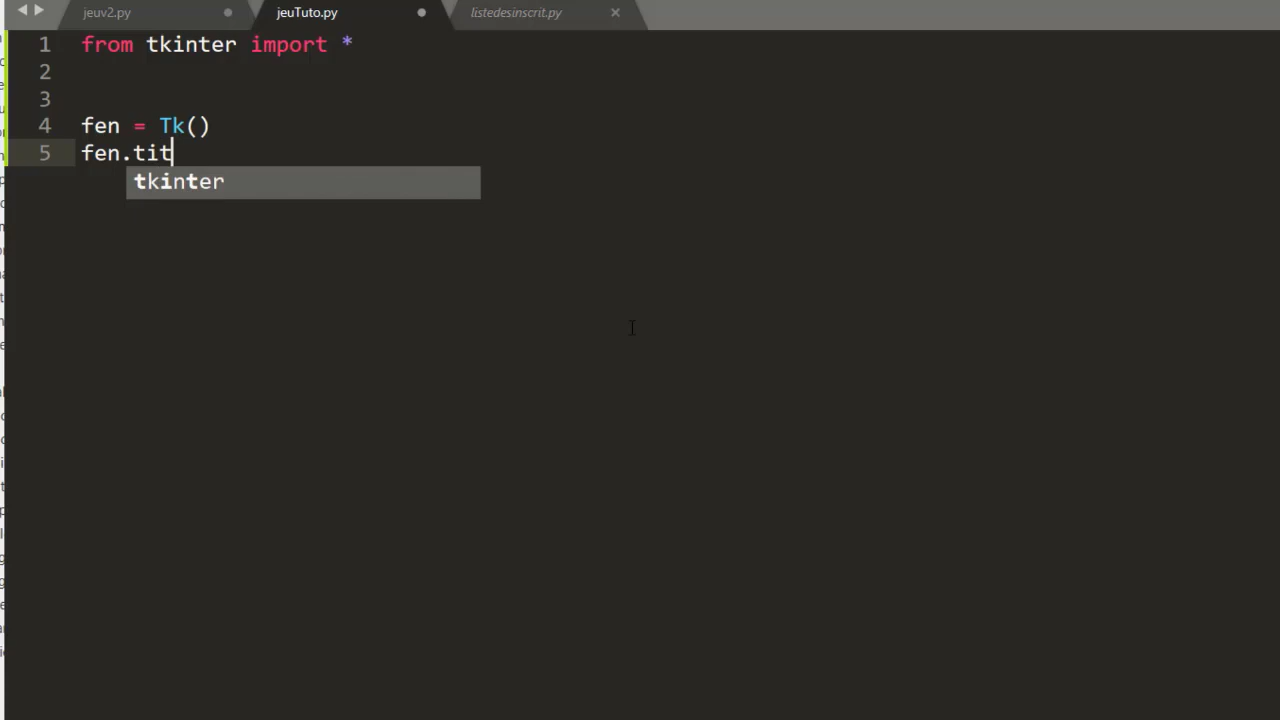 jeuv2.py
jeuTuto.py
listedesinscrit.py
1 from tkinter import *
2
3
4 fen = Tk()
5 fen.tit
tkinter